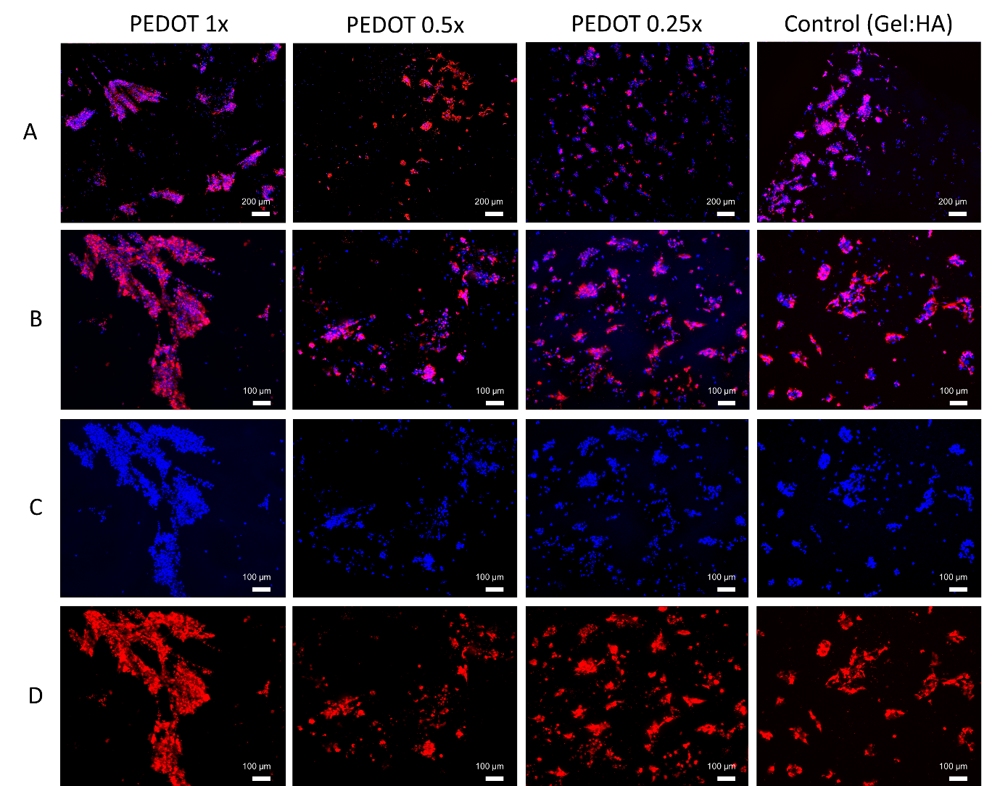 PEDOT 1x PEDOT 0.5x PEDOT 0.25x Control (Gel:HA)
A
200 µm 200 µm 200 µm 200 µm
B
100 µm 100 µm 100 µm 100 µm
C
100 µm 100 µm 100 µm 100 µm
D
100 µm 100 µm 100 µm 100 µm